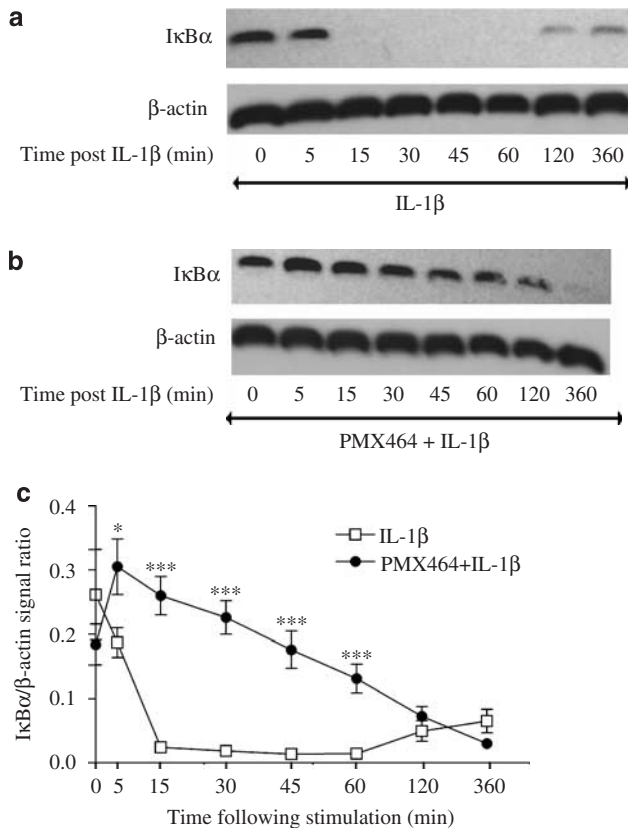 a
IκBα
β-actin
Time post IL-1β (min) 0 5 15 30 45 60 120 360
IL-1β
b
IκBα
β-actin
Time post IL-1β (min) 0 5 15 30 45 60 120 360
PMX464 + IL-1β
c
IκBα/β-actin signal ratio
0.4
0.3
0.2
0.1
0.0
* *** *** *** ***
IL-1β
PMX464+IL-1β
0 5 15 30 45 60 120 360
Time following stimulation (min)